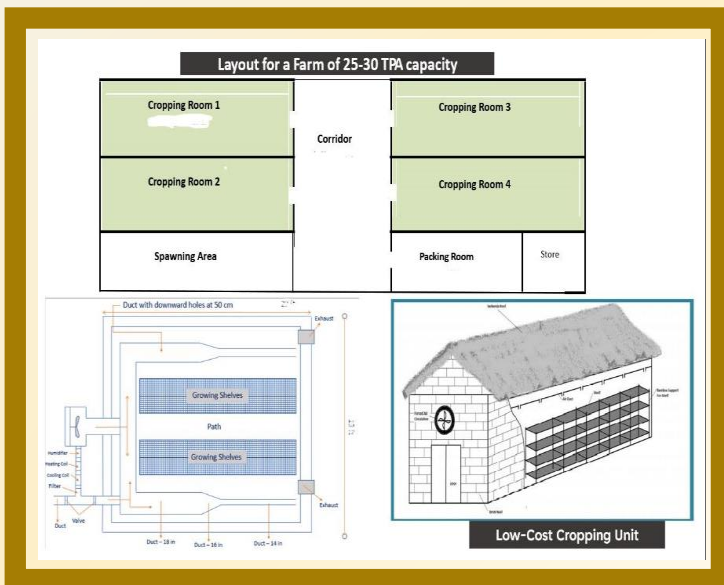 Layout for a Farm of 25-30 TPA capacity
Cropping Room 1
Cropping Room 3
Corridor
Cropping Room 2
Cropping Room 4
Spawning Area
Packing Room
Store
Duct with downward holes at 50 cm
Exhaust
Growing Shelves
Path
Growing Shelves
Humidifier
Heating Coil
Cooling Coil
Filter
Duct
Valve
Exhaust
Duct – 18 in
Duct – 16 in
Duct – 14 in
Air Duct
Shelf
Door
Low-Cost Cropping Unit